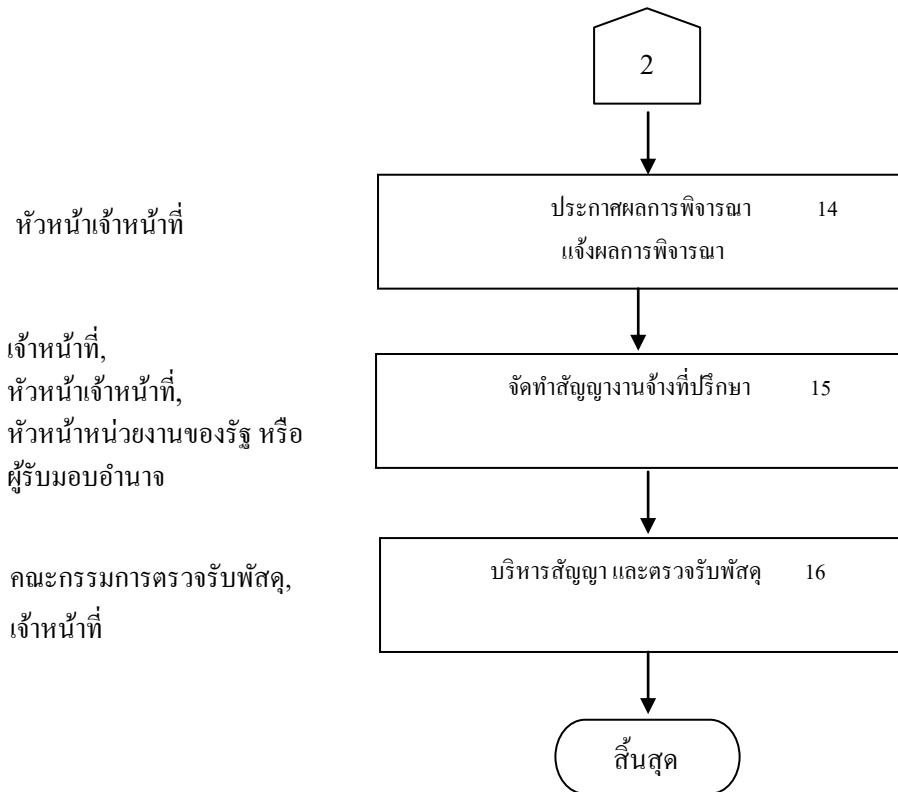 2
หัวหน้าเจ้าหน้าที่
ประกาศผลการพิจารณา 14
แจ้งผลการพิจารณา
เจ้าหน้าที่,
หัวหน้าเจ้าหน้าที่,
หัวหน้าหน่วยงานของรัฐ หรือ
ผู้รับมอบอำนาจ
จัดทำสัญญางานจ้างที่ปรึกษา 15
คณะกรรมการตรวจรับพัสดุ,
เจ้าหน้าที่
บริหารสัญญา และตรวจรับพัสดุ 16
สิ้นสุด